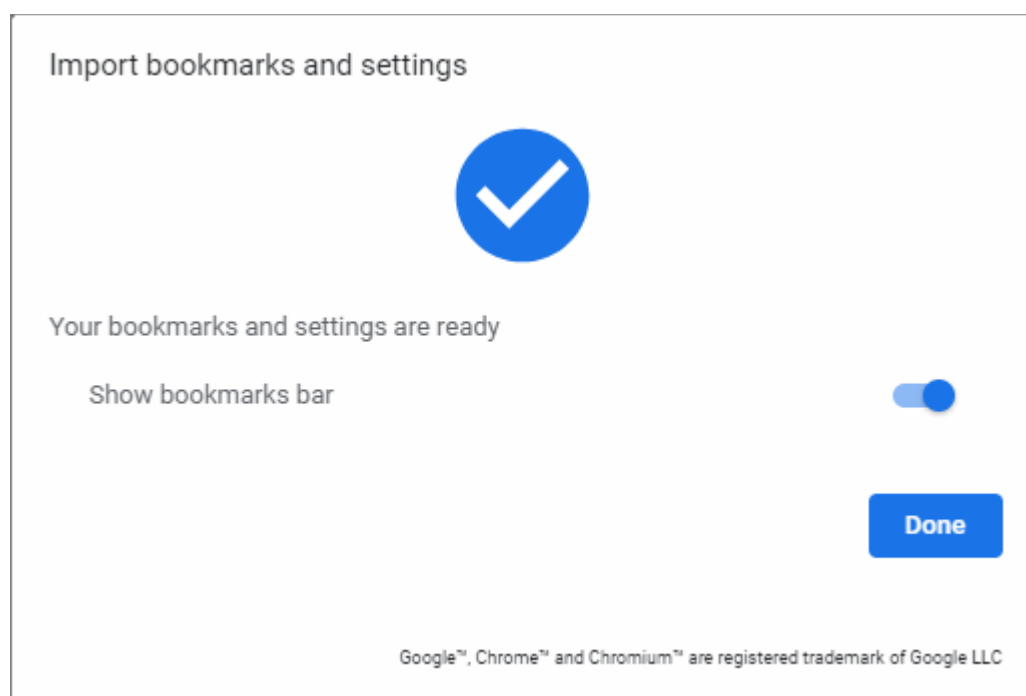 Import bookmarks and settings
Your bookmarks and settings are ready
Show bookmarks bar
Done
Google™, Chrome™ and Chromium™ are registered trademark of Google LLC